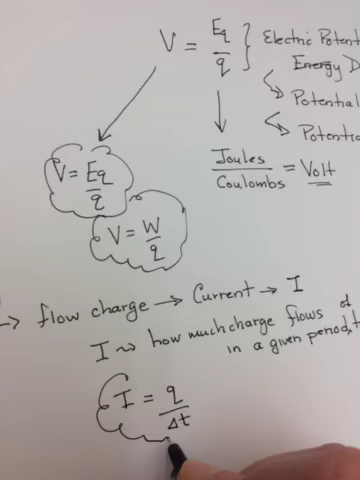 V = Eq/q } Electric Potent
Energy D
Potential
Potentia
Joules/Coulombs = Volt
V = Eq/q
V = W/q
→ flow charge → Current → I
I ~> how much charge flows
in a given period, t
I = q/Δt